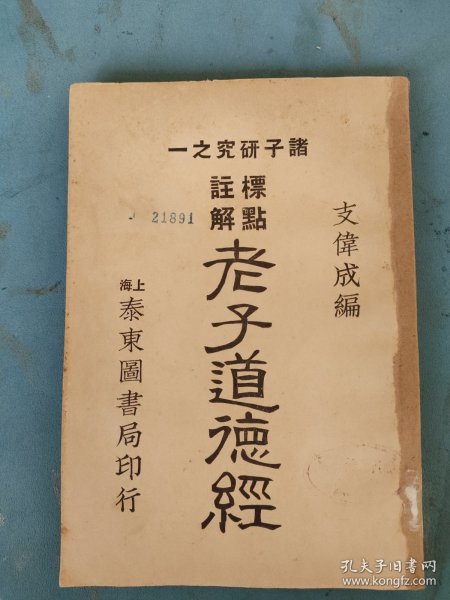 諸子研究之一
支偉成編
標點
註解
老子道德經
上海
泰東圖書局印行
21891
孔夫子旧书网
www.kongfz.com